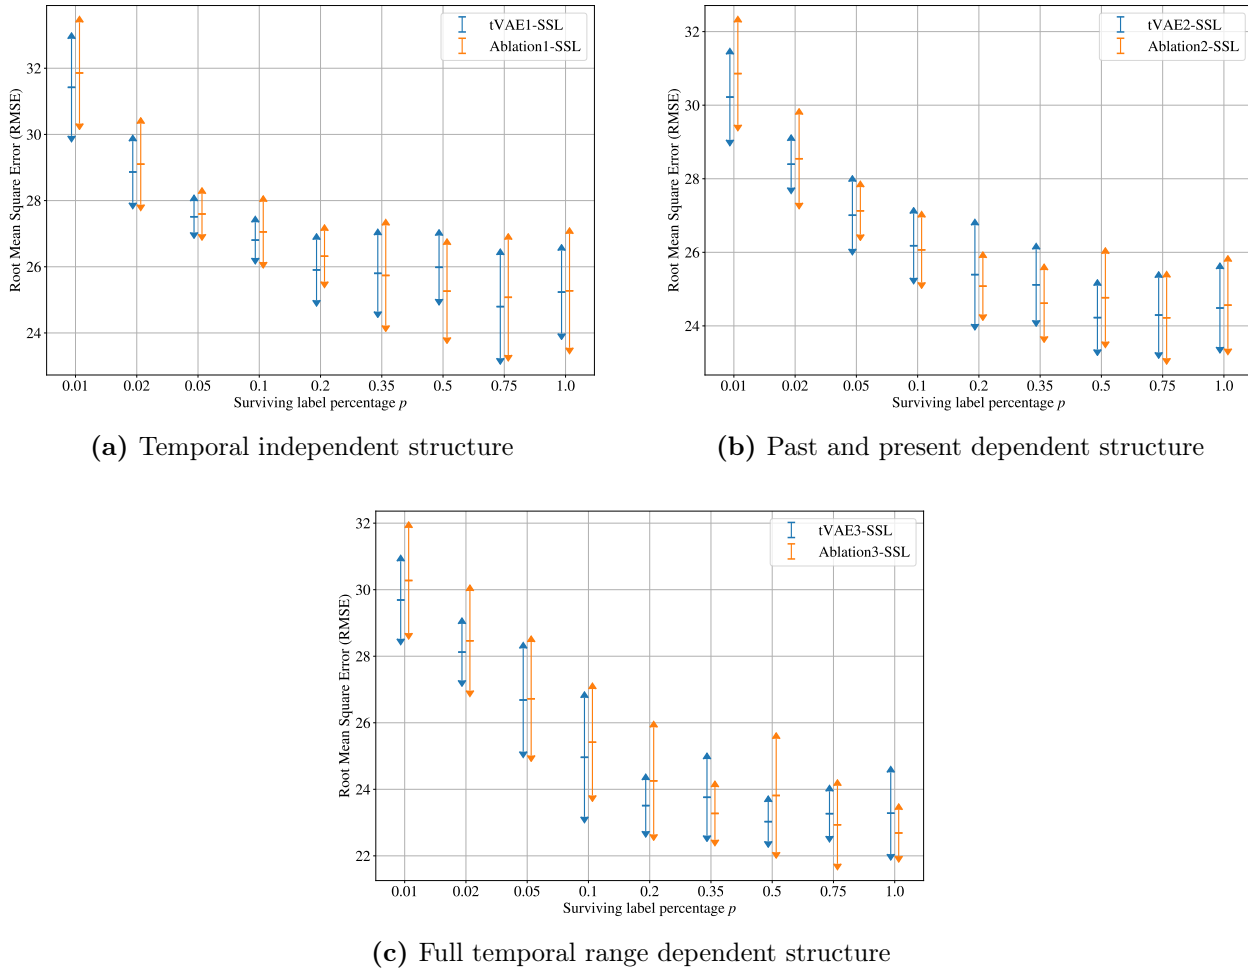 tVAE1-SSL
Ablation1-SSL
32
30
28
26
24
Root Mean Square Error (RMSE)
0.01 0.02 0.05 0.1 0.2 0.35 0.5 0.75 1.0
Surviving label percentage p
(a) Temporal independent structure
tVAE2-SSL
Ablation2-SSL
32
30
28
26
24
Root Mean Square Error (RMSE)
0.01 0.02 0.05 0.1 0.2 0.35 0.5 0.75 1.0
Surviving label percentage p
(b) Past and present dependent structure
tVAE3-SSL
Ablation3-SSL
32
30
28
26
24
22
Root Mean Square Error (RMSE)
0.01 0.02 0.05 0.1 0.2 0.35 0.5 0.75 1.0
Surviving label percentage p
(c) Full temporal range dependent structure